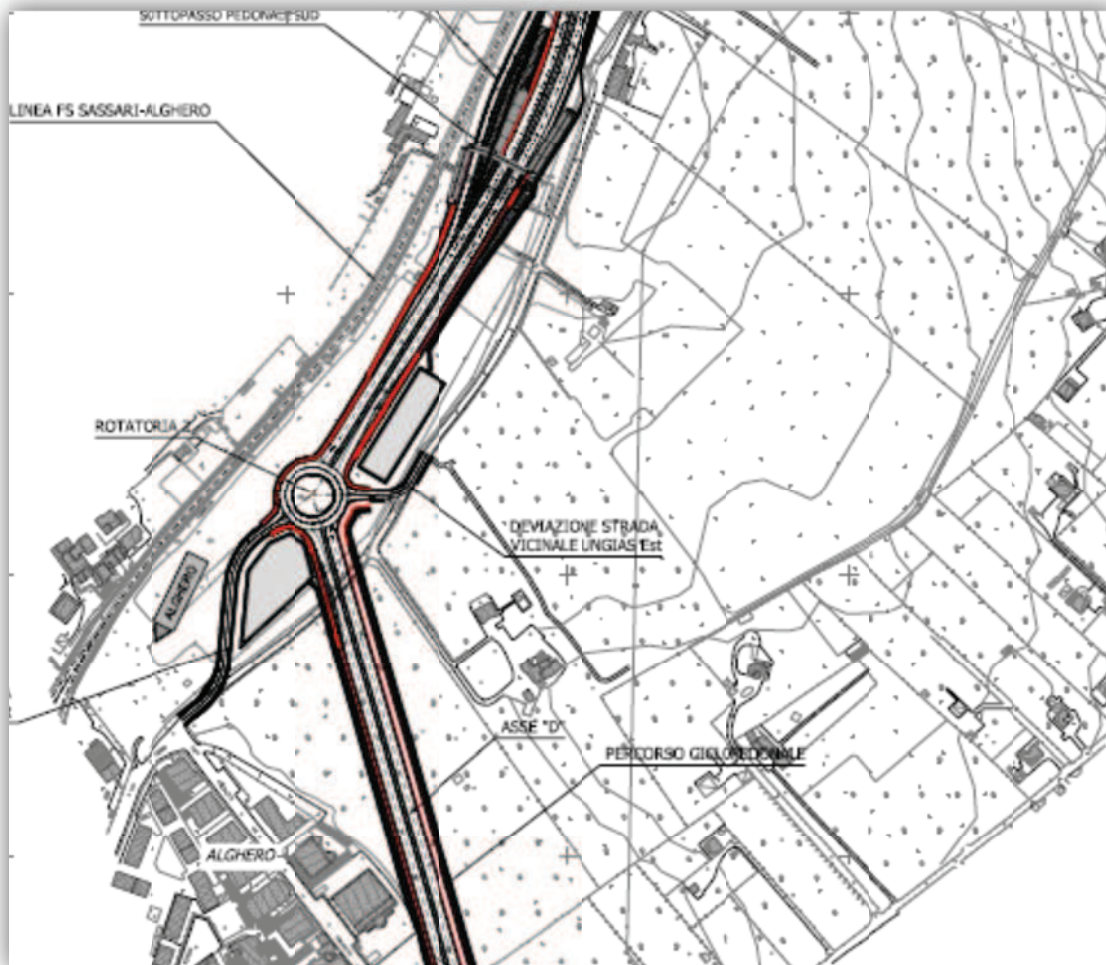 SOTTOPASSO PEDONALE SUD
LINEA FS SASSARI-ALGHERO
ROTATORIA 2
DEVIAZIONE STRADA
VICINALE UNGIAS Est
ALGHERO
ASSE "D"
PERCORSO CICLOPEDONALE
ALGHERO